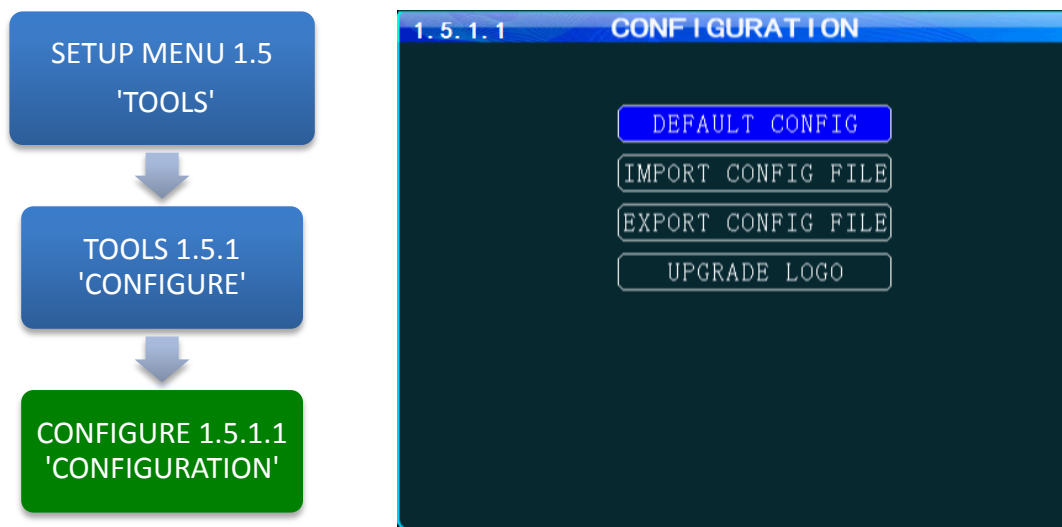 SETUP MENU 1.5
'TOOLS'
TOOLS 1.5.1
'CONFIGURE'
CONFIGURE 1.5.1.1
'CONFIGURATION'
1.5.1.1 CONFIGURATION
DEFAULT CONFIG
IMPORT CONFIG FILE
EXPORT CONFIG FILE
UPGRADE LOGO